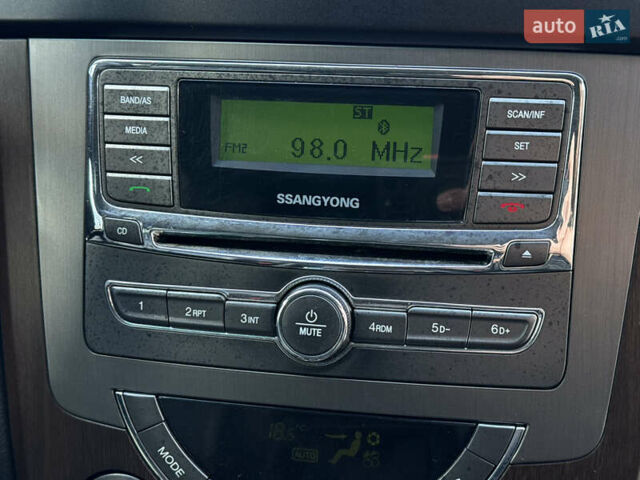 auto RIA.com
BAND/AS
MEDIA
<<
ST
FM2 98.0 MHz
SSANGYONG
SCAN/INF
SET
>>
CD
1 2 RPT 3 INT MUTE 4 RDM 5 D- 6 D+
MODE
AUTO